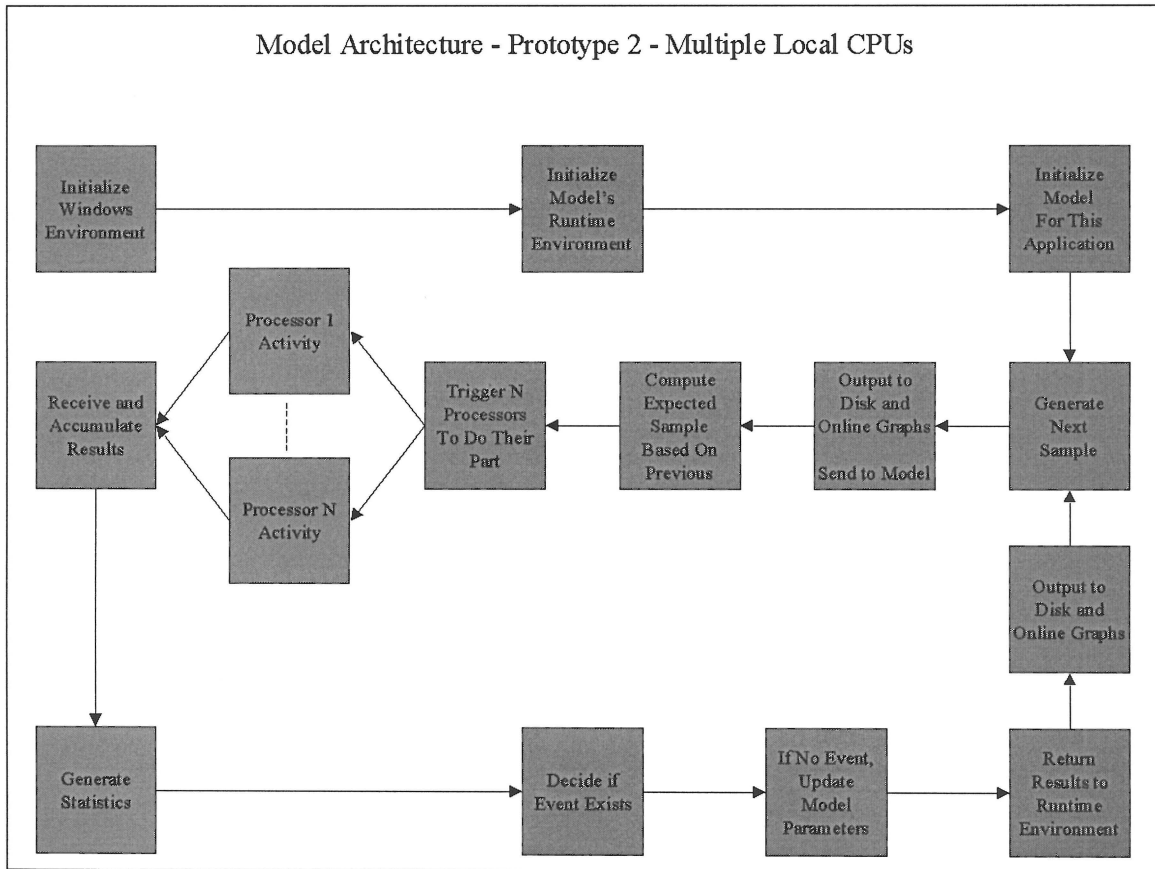 Model Architecture - Prototype 2 - Multiple Local CPUs
Initialize
Windows
Environment
Initialize
Model's
Runtime
Environment
Initialize
Model
For This
Application
Processor 1
Activity
Receive and
Accumulate
Results
Trigger N
Processors
To Do Their
Part
Compute
Expected
Sample
Based On
Previous
Output to
Disk and
Online Graphs
Send to Model
Generate
Next
Sample
Processor N
Activity
Output to
Disk and
Online Graphs
Generate
Statistics
Decide if
Event Exists
If No Event,
Update
Model
Parameters
Return
Results to
Runtime
Environment